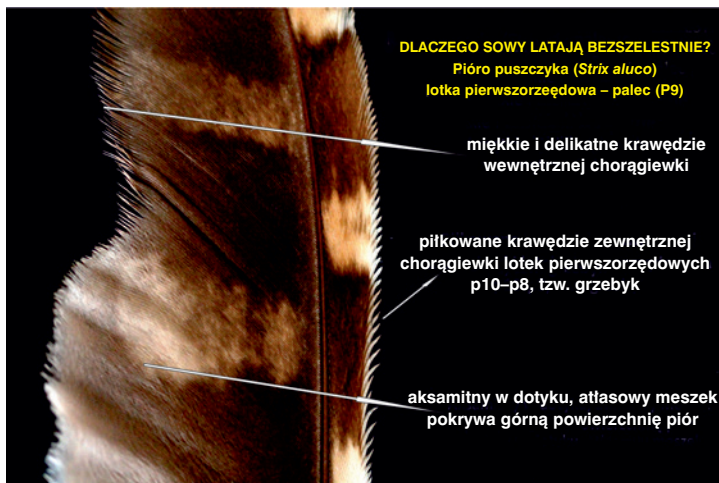 DLACZEGO SOWY LATAJĄ BEZSZELESTNIE?
Pióro puszczyka (Strix aluco)
lotka pierwszorzęedowa – palec (P9)
miękkie i delikatne krawędzie
wewnętrznej chorągiewki
piłkowane krawędzie zewnętrznej
chorągiewki lotek pierwszorzędowych
p10–p8, tzw. grzebyk
aksamitny w dotyku, atłasowy meszek
pokrywa górną powierzchnię piór